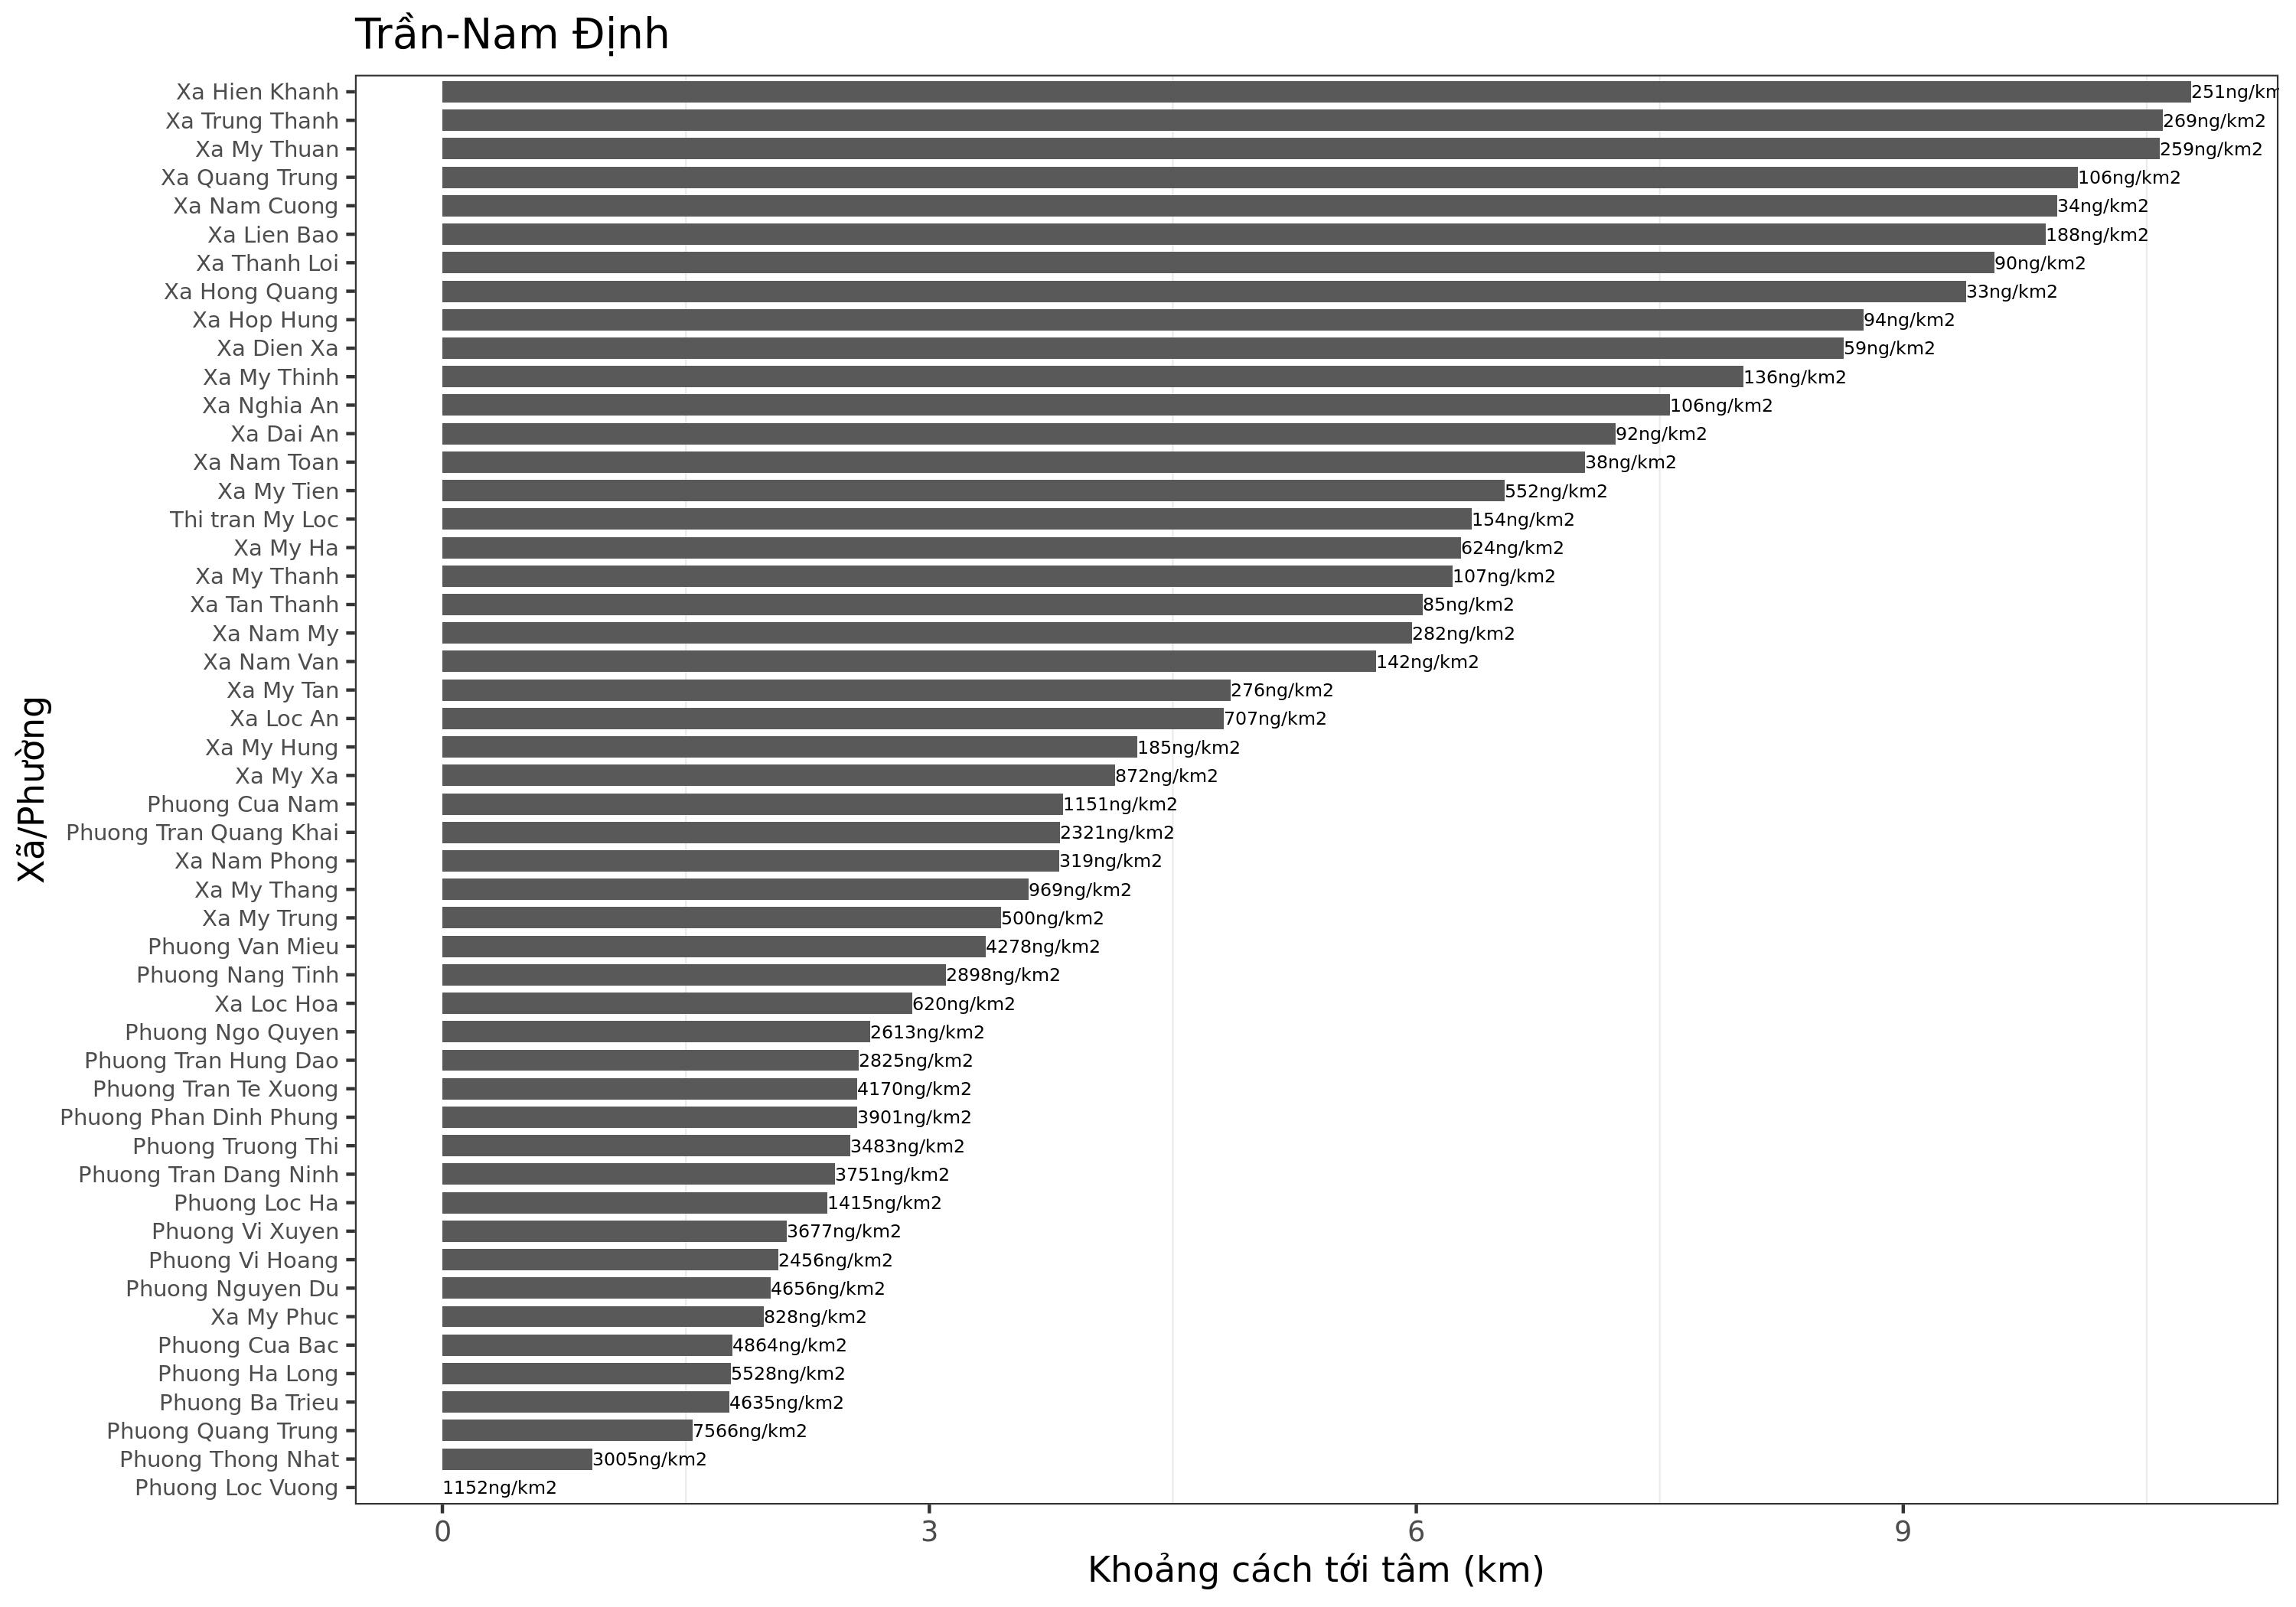 Trần-Nam Định
Xã/Phường
Xa Hien Khanh 251ng/km
Xa Trung Thanh 269ng/km2
Xa My Thuan 259ng/km2
Xa Quang Trung 106ng/km2
Xa Nam Cuong 34ng/km2
Xa Lien Bao 188ng/km2
Xa Thanh Loi 90ng/km2
Xa Hong Quang 33ng/km2
Xa Hop Hung 94ng/km2
Xa Dien Xa 59ng/km2
Xa My Thinh 136ng/km2
Xa Nghia An 106ng/km2
Xa Dai An 92ng/km2
Xa Nam Toan 38ng/km2
Xa My Tien 552ng/km2
Thi tran My Loc 154ng/km2
Xa My Ha 624ng/km2
Xa My Thanh 107ng/km2
Xa Tan Thanh 85ng/km2
Xa Nam My 282ng/km2
Xa Nam Van 142ng/km2
Xa My Tan 276ng/km2
Xa Loc An 707ng/km2
Xa My Hung 185ng/km2
Xa My Xa 872ng/km2
Phuong Cua Nam 1151ng/km2
Phuong Tran Quang Khai 2321ng/km2
Xa Nam Phong 319ng/km2
Xa My Thang 969ng/km2
Xa My Trung 500ng/km2
Phuong Van Mieu 4278ng/km2
Phuong Nang Tinh 2898ng/km2
Xa Loc Hoa 620ng/km2
Phuong Ngo Quyen 2613ng/km2
Phuong Tran Hung Dao 2825ng/km2
Phuong Tran Te Xuong 4170ng/km2
Phuong Phan Dinh Phung 3901ng/km2
Phuong Truong Thi 3483ng/km2
Phuong Tran Dang Ninh 3751ng/km2
Phuong Loc Ha 1415ng/km2
Phuong Vi Xuyen 3677ng/km2
Phuong Vi Hoang 2456ng/km2
Phuong Nguyen Du 4656ng/km2
Xa My Phuc 828ng/km2
Phuong Cua Bac 4864ng/km2
Phuong Ha Long 5528ng/km2
Phuong Ba Trieu 4635ng/km2
Phuong Quang Trung 7566ng/km2
Phuong Thong Nhat 3005ng/km2
Phuong Loc Vuong 1152ng/km2
0 3 6 9
Khoảng cách tới tâm (km)